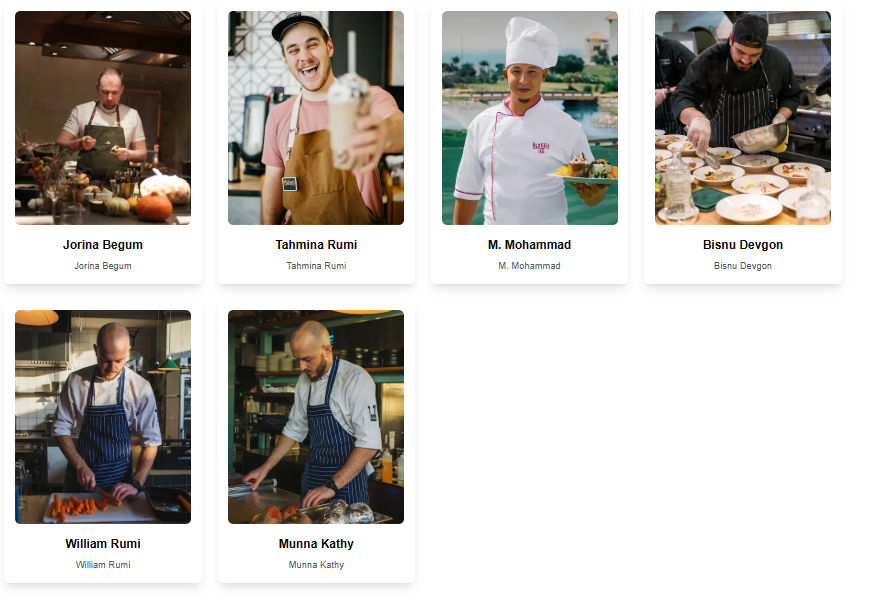 Jorina Begum
Jorina Begum
Tahmina Rumi
Tahmina Rumi
M. Mohammad
M. Mohammad
Bisnu Devgon
Bisnu Devgon
William Rumi
William Rumi
Munna Kathy
Munna Kathy